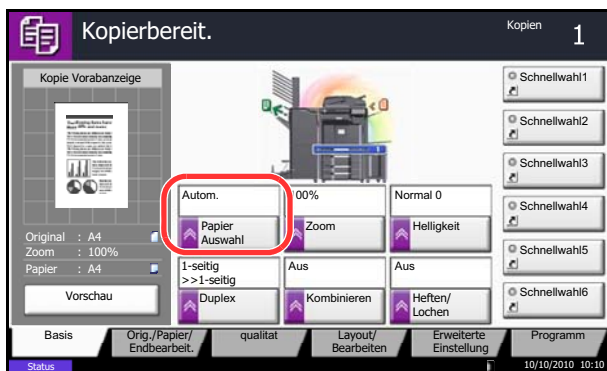 Kopierbereit.
Kopien 1
Kopie Vorabanzeige
Original : A4
Zoom : 100%
Papier : A4
Vorschau
Autom.
Papier
Auswahl
100%
Zoom
Normal 0
Helligkeit
1-seitig
>>1-seitig
Duplex
Aus
Kombinieren
Aus
Heften/
Lochen
Schnellwahl1
Schnellwahl2
Schnellwahl3
Schnellwahl4
Schnellwahl5
Schnellwahl6
Basis
Orig./Papier/
Endbearbeit.
qualitat
Layout/
Bearbeiten
Erweiterte
Einstellung
Programm
Status
10/10/2010 10:10